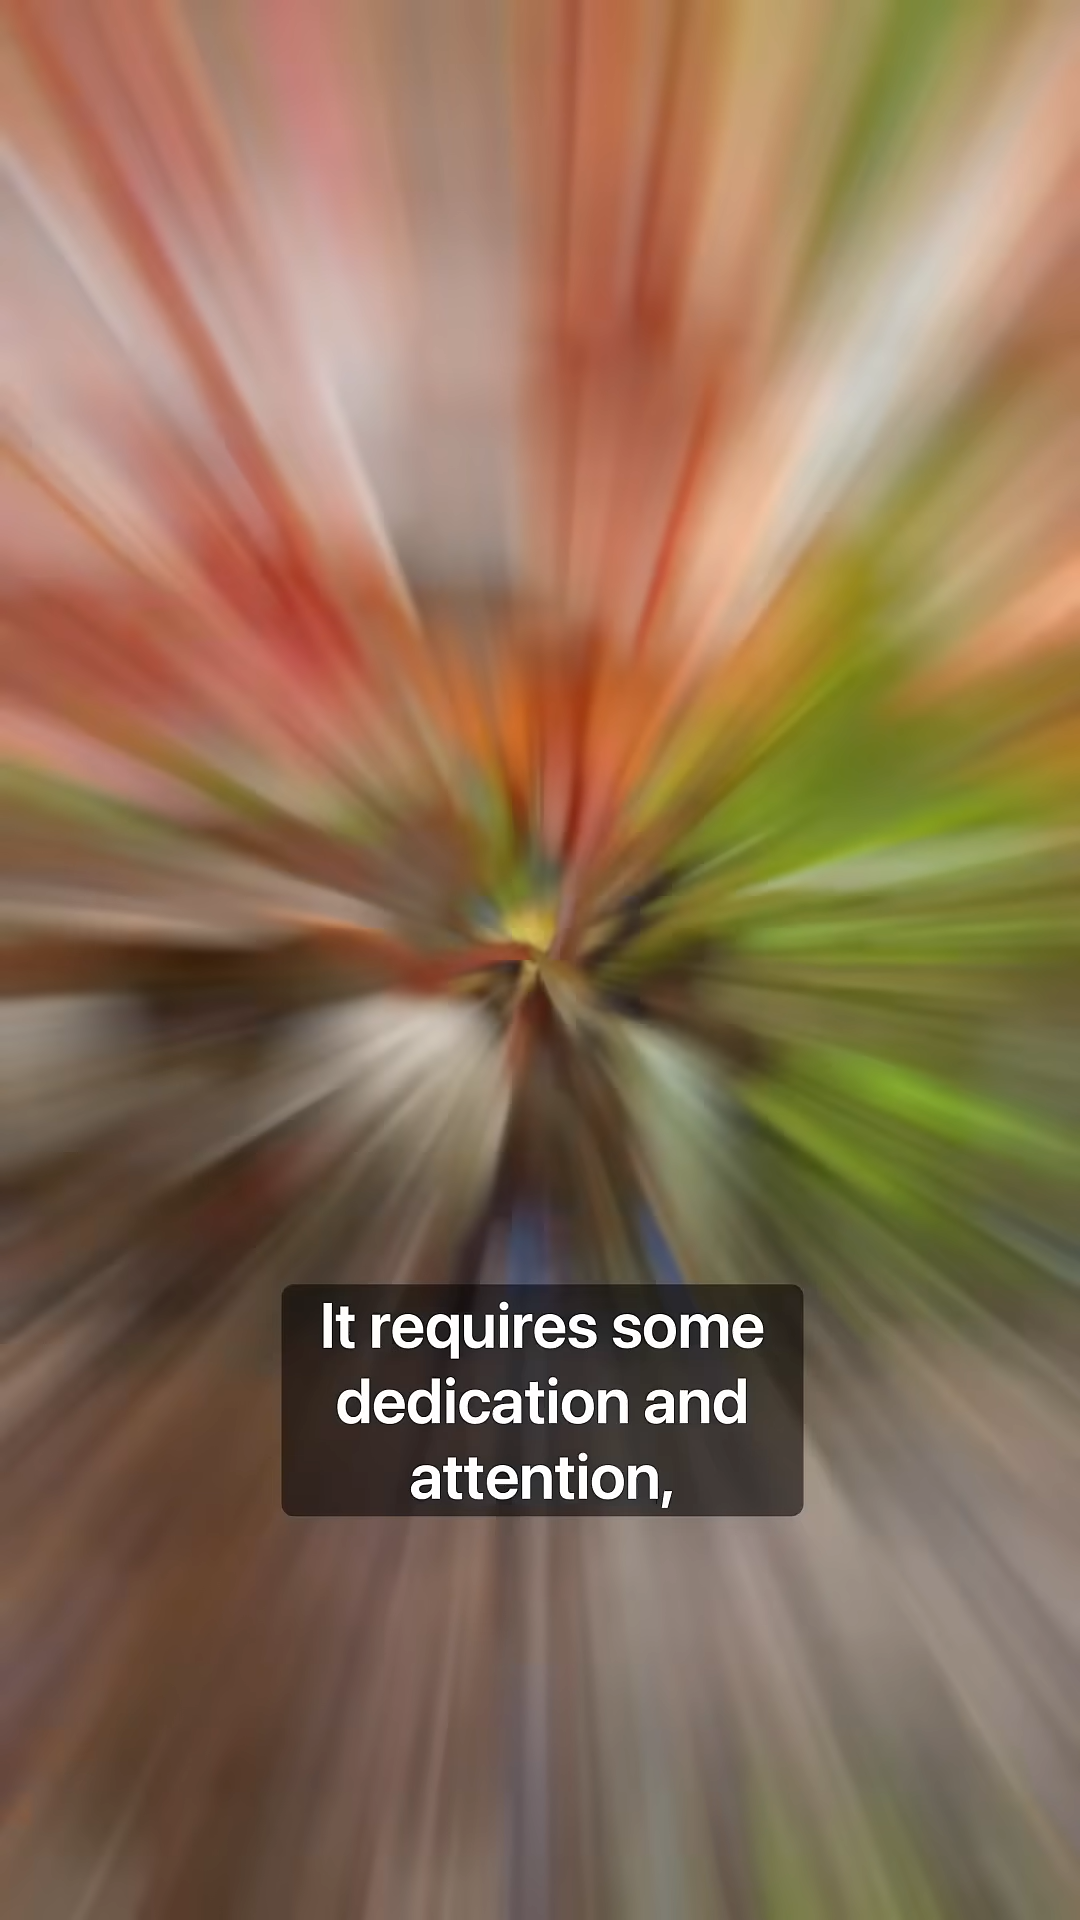 It requires some
dedication and
attention,